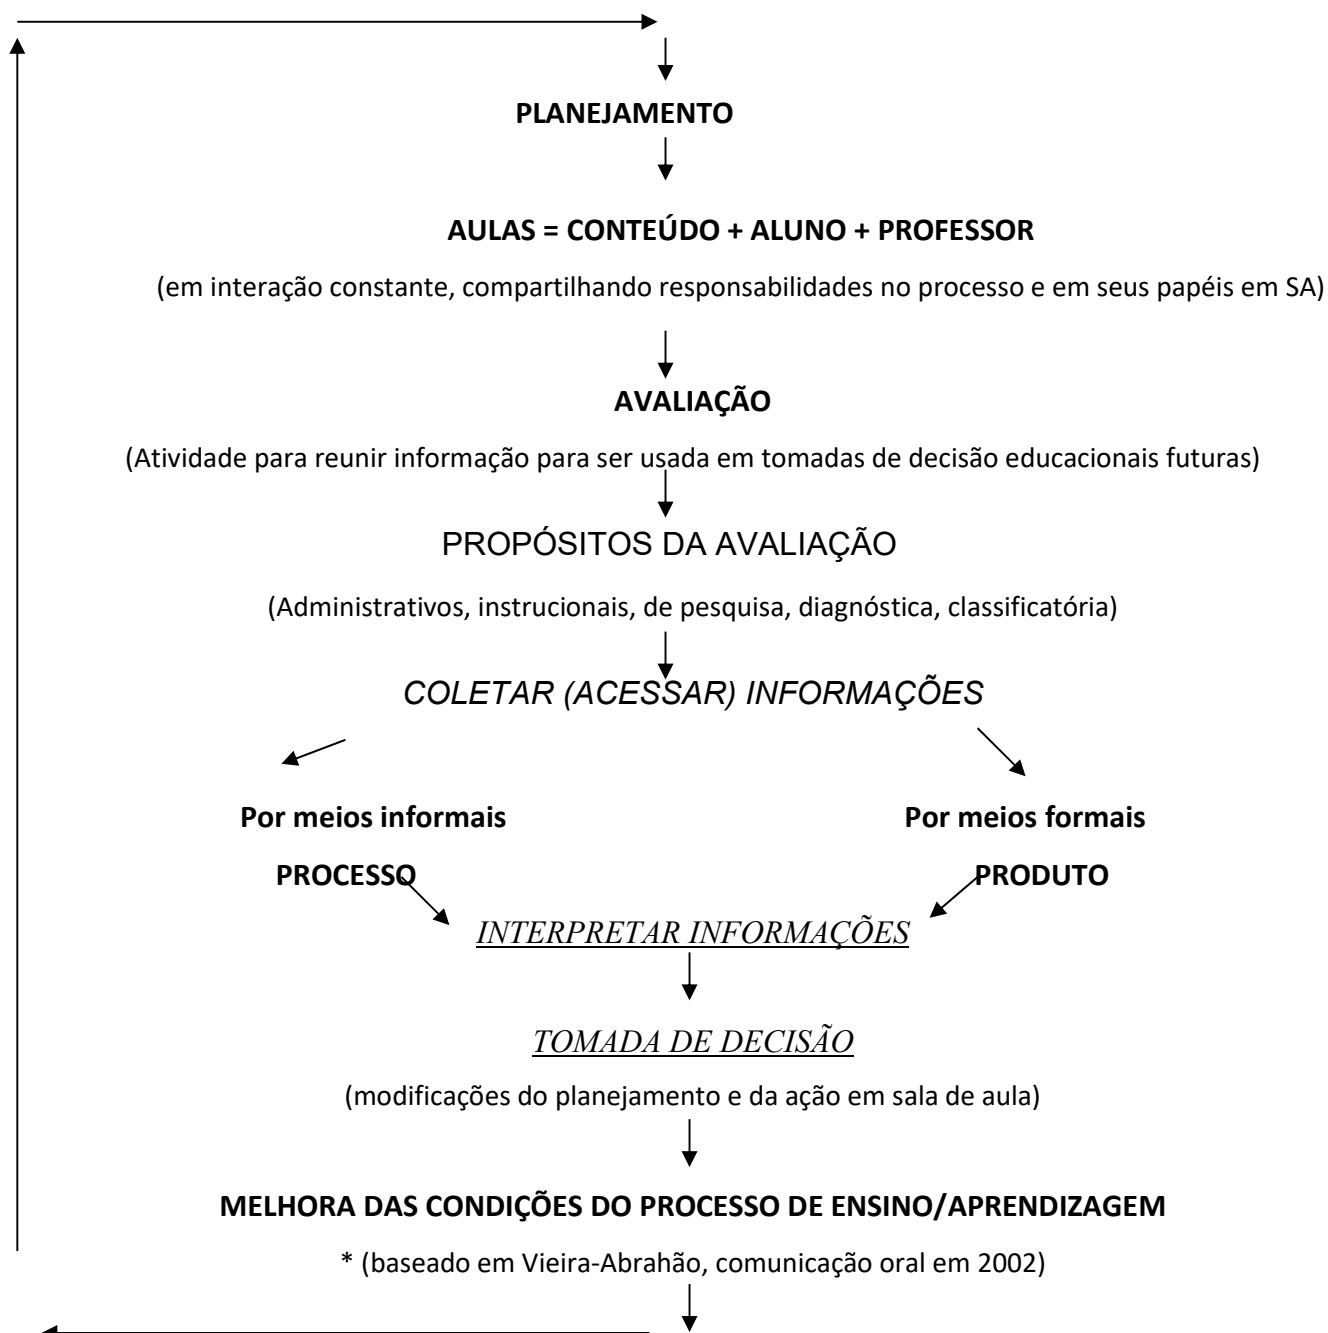 PLANEJAMENTO
AULAS = CONTEÚDO + ALUNO + PROFESSOR
(em interação constante, compartilhando responsabilidades no processo e em seus papéis em SA)
AVALIAÇÃO
(Atividade para reunir informação para ser usada em tomadas de decisão educacionais futuras)
PROPÓSITOS DA AVALIAÇÃO
(Administrativos, instrucionais, de pesquisa, diagnóstica, classificatória)
COLETAR (ACESSAR) INFORMAÇÕES
Por meios informais
Por meios formais
PROCESSO
PRODUTO
INTERPRETAR INFORMAÇÕES
TOMADA DE DECISÃO
(modificações do planejamento e da ação em sala de aula)
MELHORA DAS CONDIÇÕES DO PROCESSO DE ENSINO/APRENDIZAGEM
* (baseado em Vieira-Abrahão, comunicação oral em 2002)